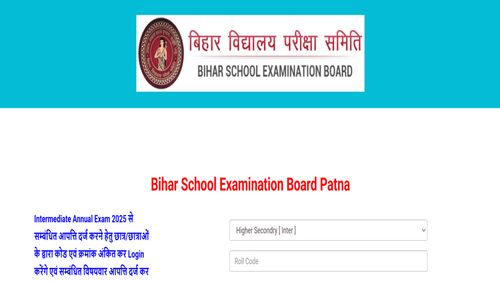 बिहार विद्यालय परीक्षा समिति
BIHAR SCHOOL EXAMINATION BOARD
Bihar School Examination Board Patna
Intermediate Annual Exam 2025 से
सम्बंधित आपत्ति दर्ज करने हेतु छात्र/छात्राओं
के द्वारा कोड एवं क्रमांक अंकित कर Login
करेंगे एवं सम्बंधित विषयवार आपत्ति दर्ज कर
Higher Secondry [ Inter ]
Roll Code